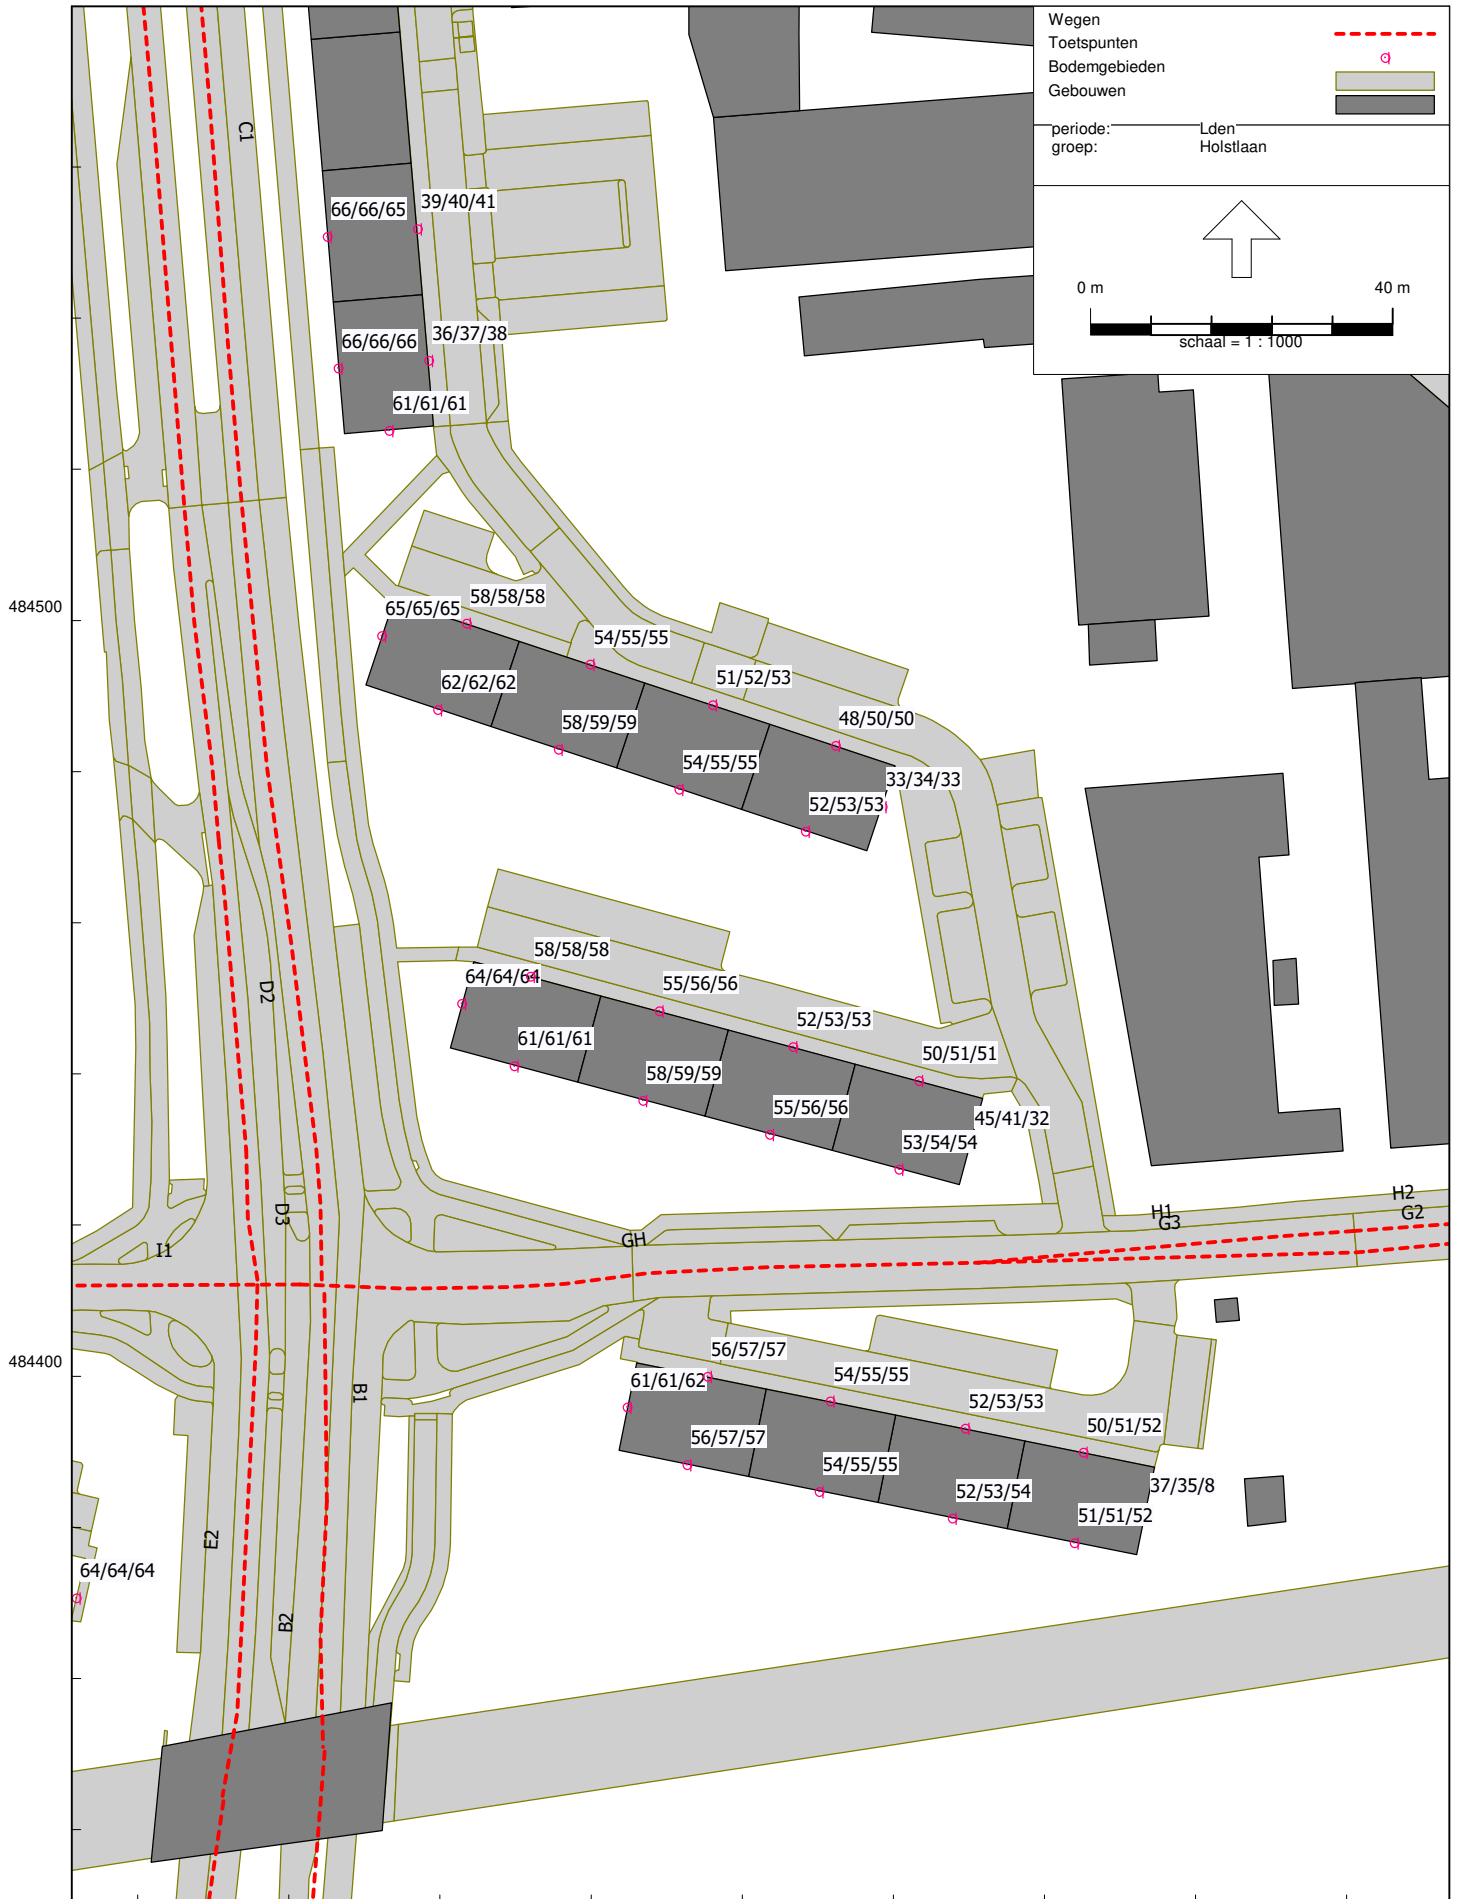 Wegen
Toetspunten
Bodemgebieden
Gebouwen
periode: Lden
groep: Holstlaan
0 m 40 m
schaal = 1 : 1000
C1
66/66/65
39/40/41
66/66/66
36/37/38
61/61/61
484500
65/65/65
58/58/58
54/55/55
62/62/62
51/52/53
58/59/59
48/50/50
54/55/55
33/34/33
52/53/53
58/58/58
64/64/64
55/56/56
D2
52/53/53
61/61/61
50/51/51
58/59/59
55/56/56
45/41/32
53/54/54
D3
H2
H1
G2
G3
GH
I1
484400
56/57/57
61/61/62
54/55/55
B1
52/53/53
56/57/57
50/51/52
54/55/55
37/35/8
52/53/54
51/51/52
E2
64/64/64
B2